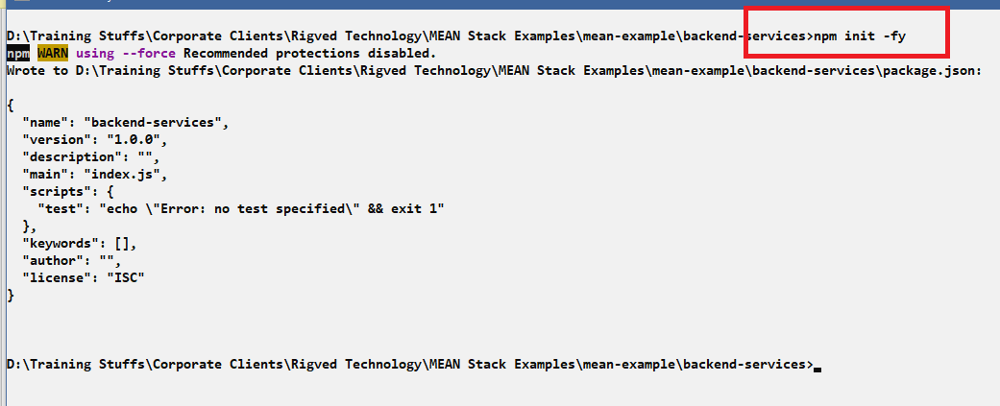 D:\Training Stuffs\Corporate Clients\Rigved Technology\MEAN Stack Examples\mean-example\backend-services>npm init -fy
npm WARN using --force Recommended protections disabled.
Wrote to D:\Training Stuffs\Corporate Clients\Rigved Technology\MEAN Stack Examples\mean-example\backend-services\package.json:
{
  "name": "backend-services",
  "version": "1.0.0",
  "description": "",
  "main": "index.js",
  "scripts": {
    "test": "echo \"Error: no test specified\" && exit 1"
  },
  "keywords": [],
  "author": "",
  "license": "ISC"
}
D:\Training Stuffs\Corporate Clients\Rigved Technology\MEAN Stack Examples\mean-example\backend-services>